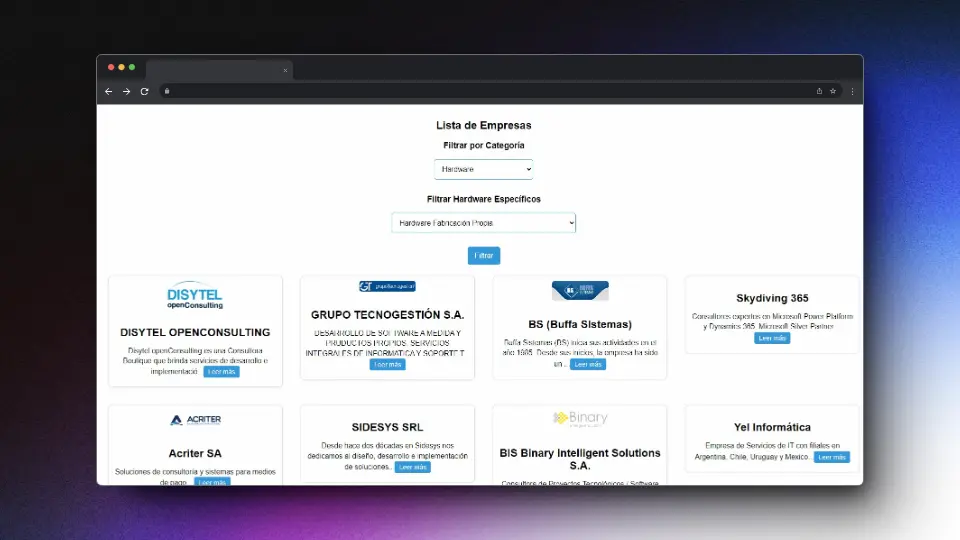 Lista de Empresas
Filtrar por Categoría
Hardware
Filtrar Hardware Específicos
Hardware Fabricación Propia
Filtrar
DISYTEL
openConsulting
DISYTEL OPENCONSULTING
Disytel openConsulting es una Consultora
Boutique que brinda servicios de desarrollo e
implementació... Leer más
GT
GRUPO TECNOGESTIÓN S.A.
DESARROLLO DE SOFTWARE A MEDIDA Y
PRODUCTOS PROPIOS. SERVICIOS
INTEGRALES DE INFORMATICA Y SOPORTE T...
Leer más
BS
BS (Buffa Sistemas)
Buffa Sistemas (BS) inicia sus actividades en el
año 1985. Desde sus inicios, la empresa ha sido
un ... Leer más
Skydiving 365
Consultores expertos en Microsoft Power Platform
y Dynamics 365. Microsoft Silver Partner...
Leer más
ACRITER
Acriter SA
Soluciones de consultoría y sistemas para medios
de pago... Leer más
SIDESYS SRL
Desde hace dos décadas en Sidesys nos
dedicamos al diseño, desarrollo e implementación
de soluciones.. Leer más
Binary
BIS Binary Intelligent Solutions
S.A.
Consultora de Proyectos Tecnológicos / Software
Yel Informática
Empresa de Servicios de IT con filiales en
Argentina, Chile, Uruguay y Mexico... Leer más